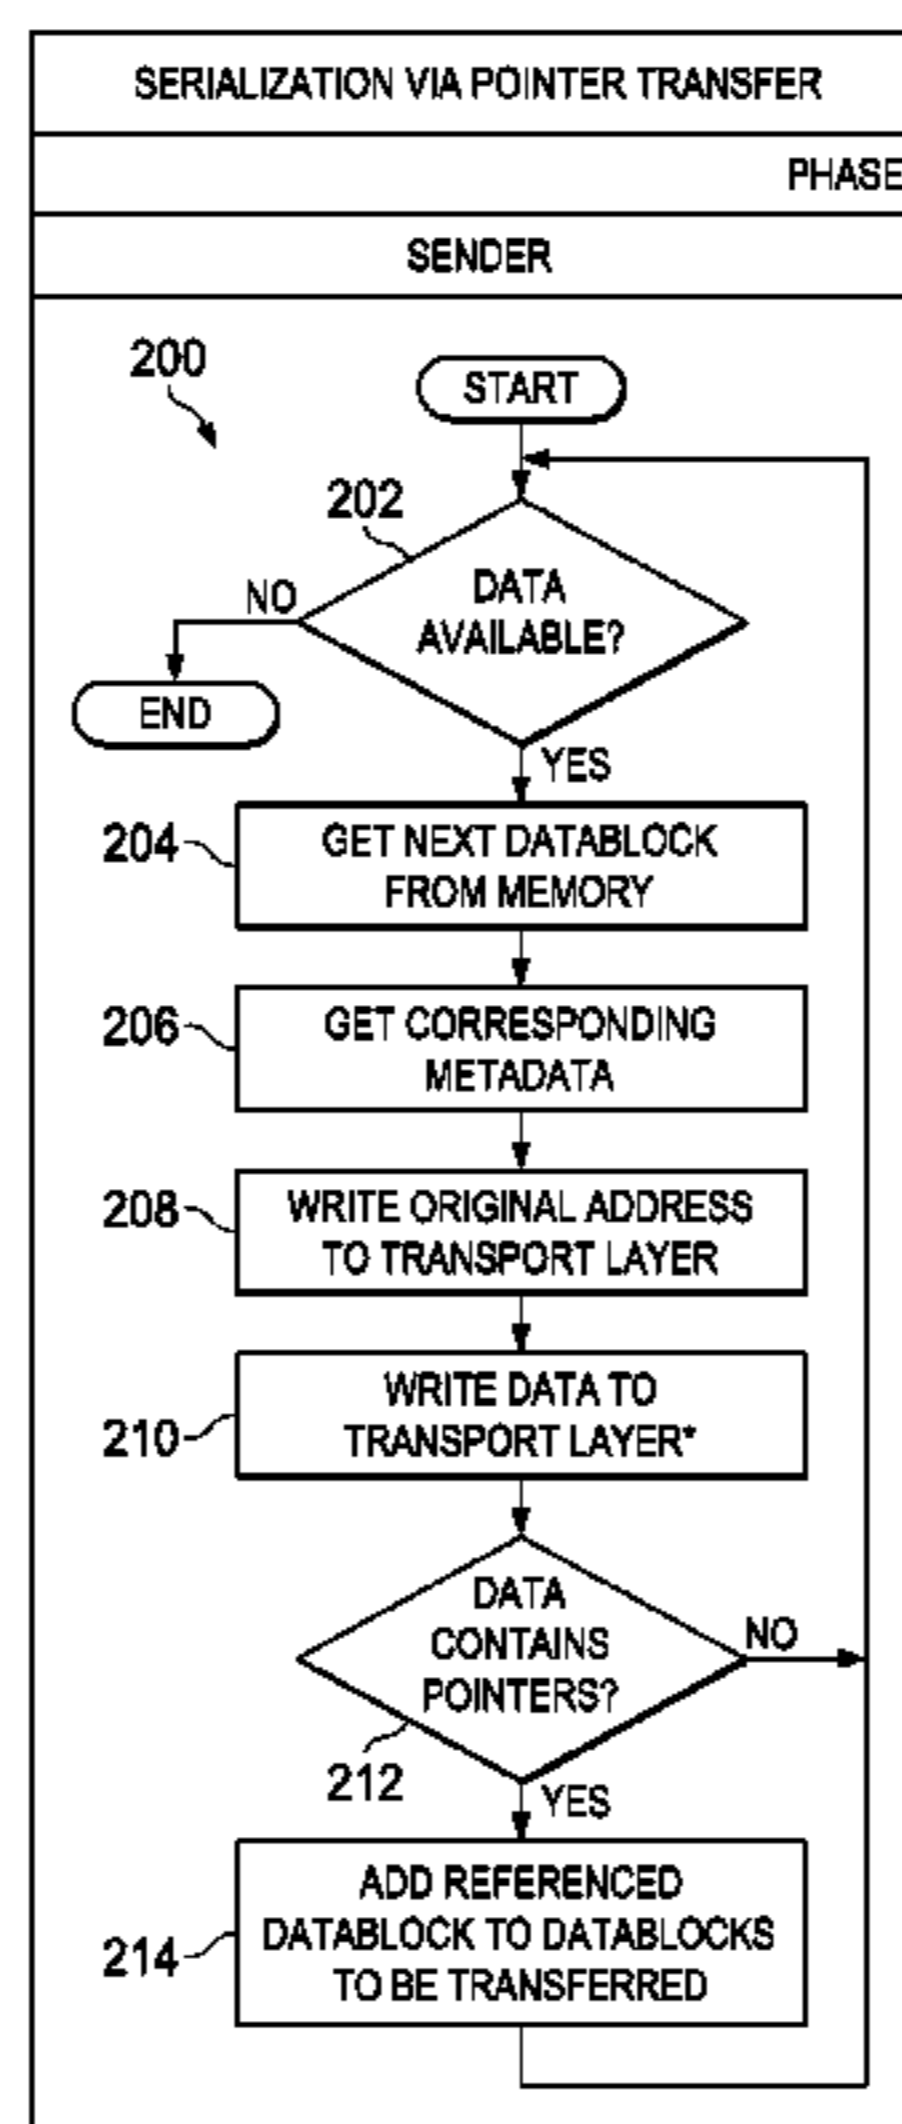 SERIALIZATION VIA POINTER TRANSFER
PHASE
SENDER
200
START
202
DATA
AVAILABLE?
NO
END
YES
204
GET NEXT DATABLOCK
FROM MEMORY
206
GET CORRESPONDING
METADATA
208
WRITE ORIGINAL ADDRESS
TO TRANSPORT LAYER
210
WRITE DATA TO
TRANSPORT LAYER*
DATA
CONTAINS
POINTERS?
NO
212
YES
214
ADD REFERENCED
DATABLOCK TO DATABLOCKS
TO BE TRANSFERRED